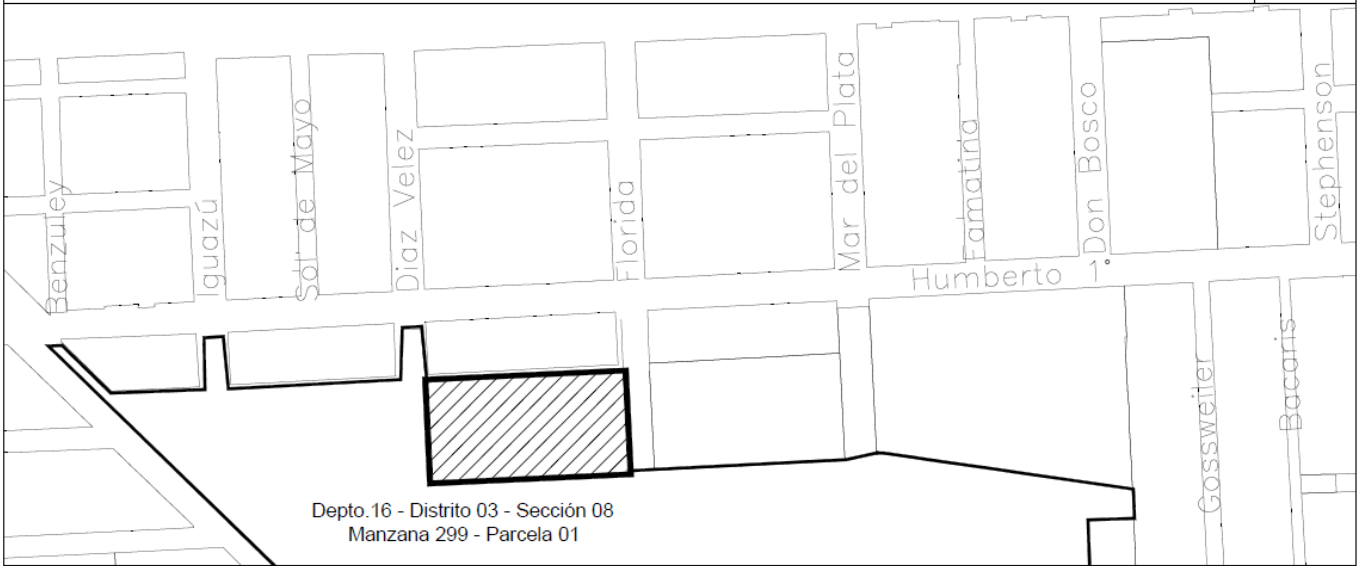 Benzuley
Iguazú
Sol de Mayo
Diaz Velez
Florida
Mar del Plata
Famatina
Don Bosco
Stephenson
Humberto 1°
Gossweiler
Bacaris
Depto.16 - Distrito 03 - Sección 08
Manzana 299 - Parcela 01